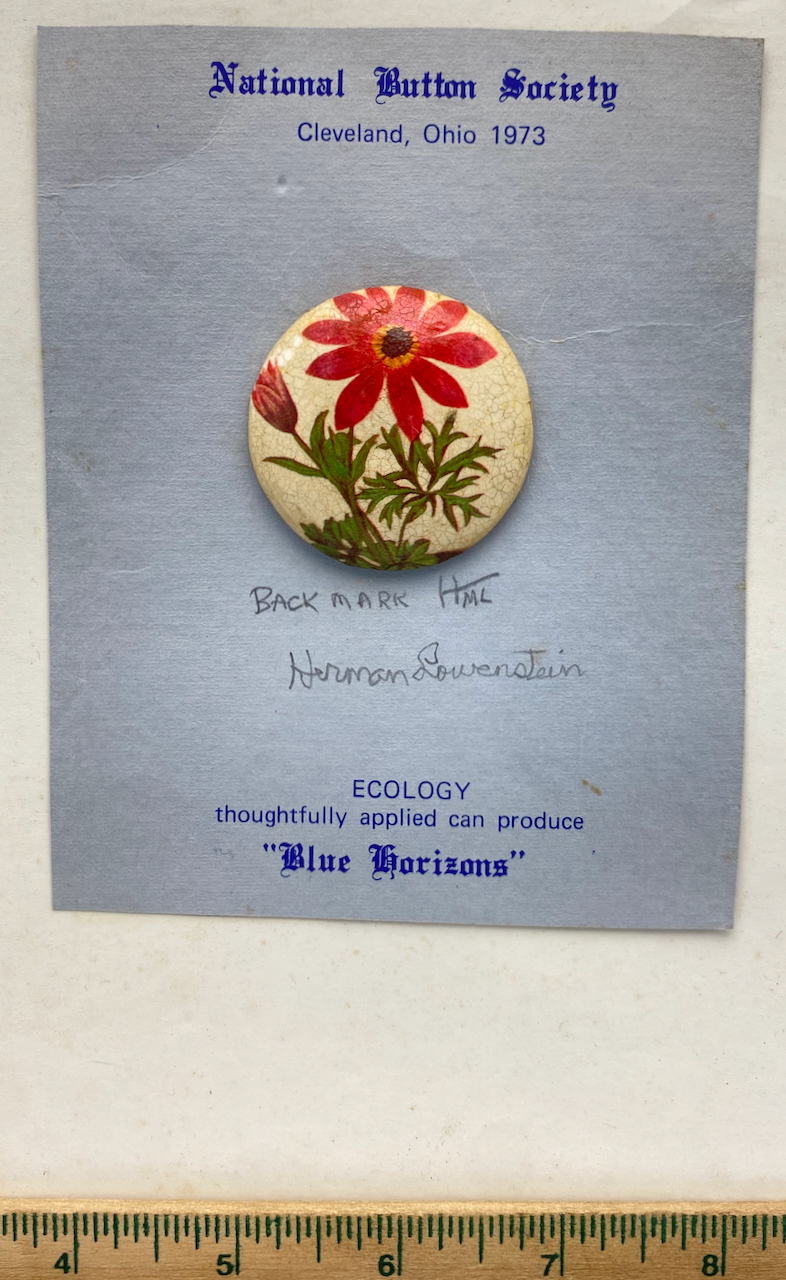 National Button Society
Cleveland, Ohio 1973
BACK MARK HML
Herman Lowenstein
ECOLOGY
thoughtfully applied can produce
"Blue Horizons"
4 5 6 7 8